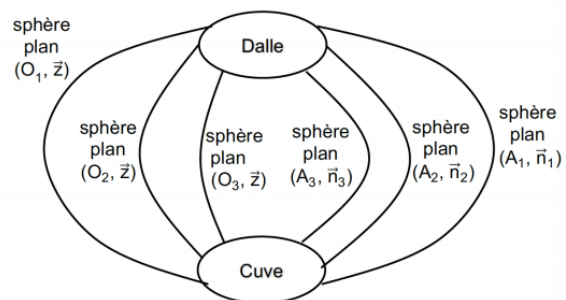 Dalle
sphère
plan
(O₁, z⃗)
sphère
plan
(O₂, z⃗)
sphère
plan
(O₃, z⃗)
sphère
plan
(A₃, n⃗₃)
sphère
plan
(A₂, n⃗₂)
sphère
plan
(A₁, n⃗₁)
Cuve